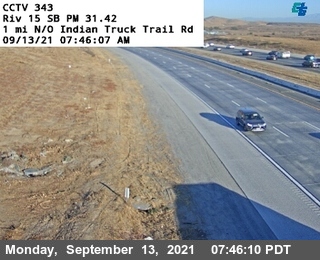 CCTV 343
Riv 15 SB PM 31.42
1 mi N/O Indian Truck Trail Rd
09/13/21 07:46:07 AM
Monday, September 13, 2021 07:46:10 PDT